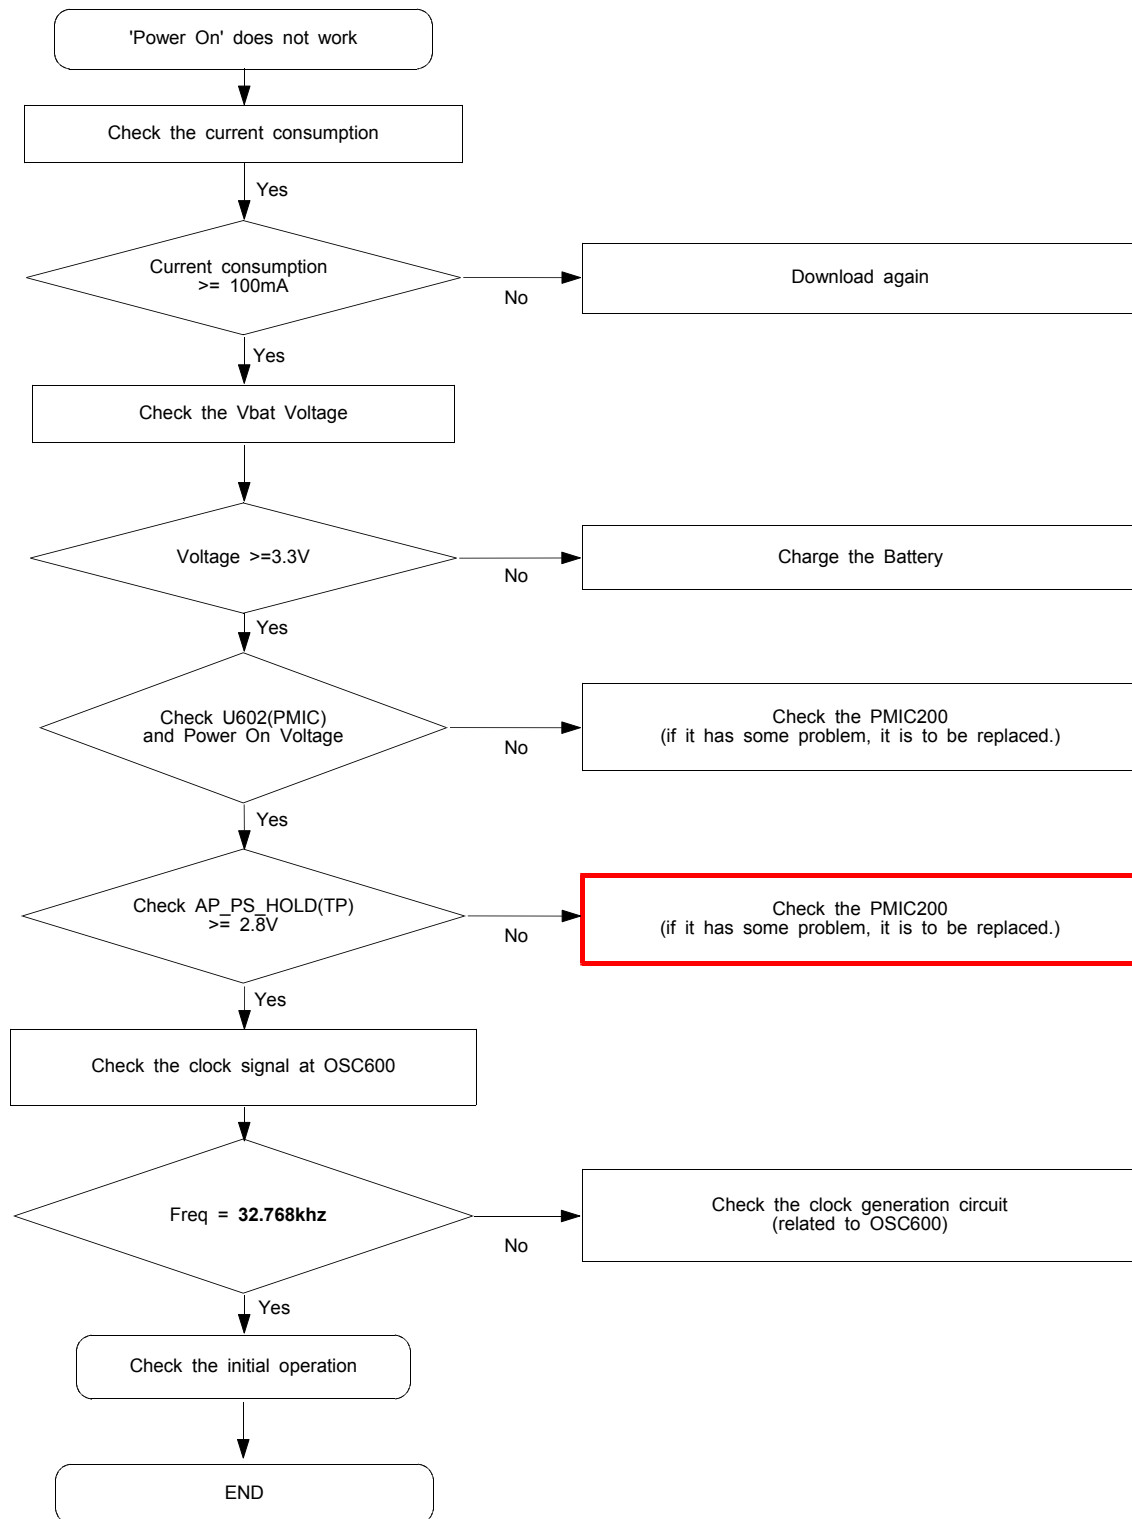 'Power On' does not work
Check the current consumption
Yes
Current consumption
>= 100mA
No
Download again
Yes
Check the Vbat Voltage
Voltage >=3.3V
No
Charge the Battery
Yes
Check U602(PMIC)
and Power On Voltage
No
Check the PMIC200
(if it has some problem, it is to be replaced.)
Yes
Check AP_PS_HOLD(TP)
>= 2.8V
No
Check the PMIC200
(if it has some problem, it is to be replaced.)
Yes
Check the clock signal at OSC600
Freq = 32.768khz
No
Check the clock generation circuit
(related to OSC600)
Yes
Check the initial operation
END